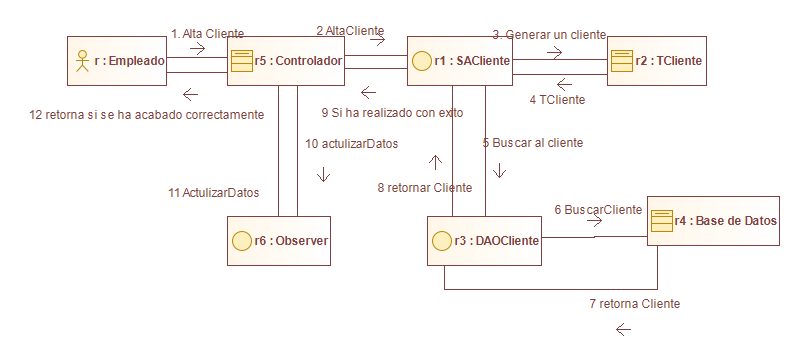 1. Alta Cliente
2 AltaCliente
3. Generar un cliente
r : Empleado
r5 : Controlador
r1 : SACliente
r2 : TCliente
12 retorna si se ha acabado correctamente
9 Si ha realizado con exito
4 TCliente
10 actulizarDatos
5 Buscar al cliente
11 ActulizarDatos
8 retornar Cliente
6 BuscarCliente
r6 : Observer
r3 : DAOCliente
r4 : Base de Datos
7 retorna Cliente